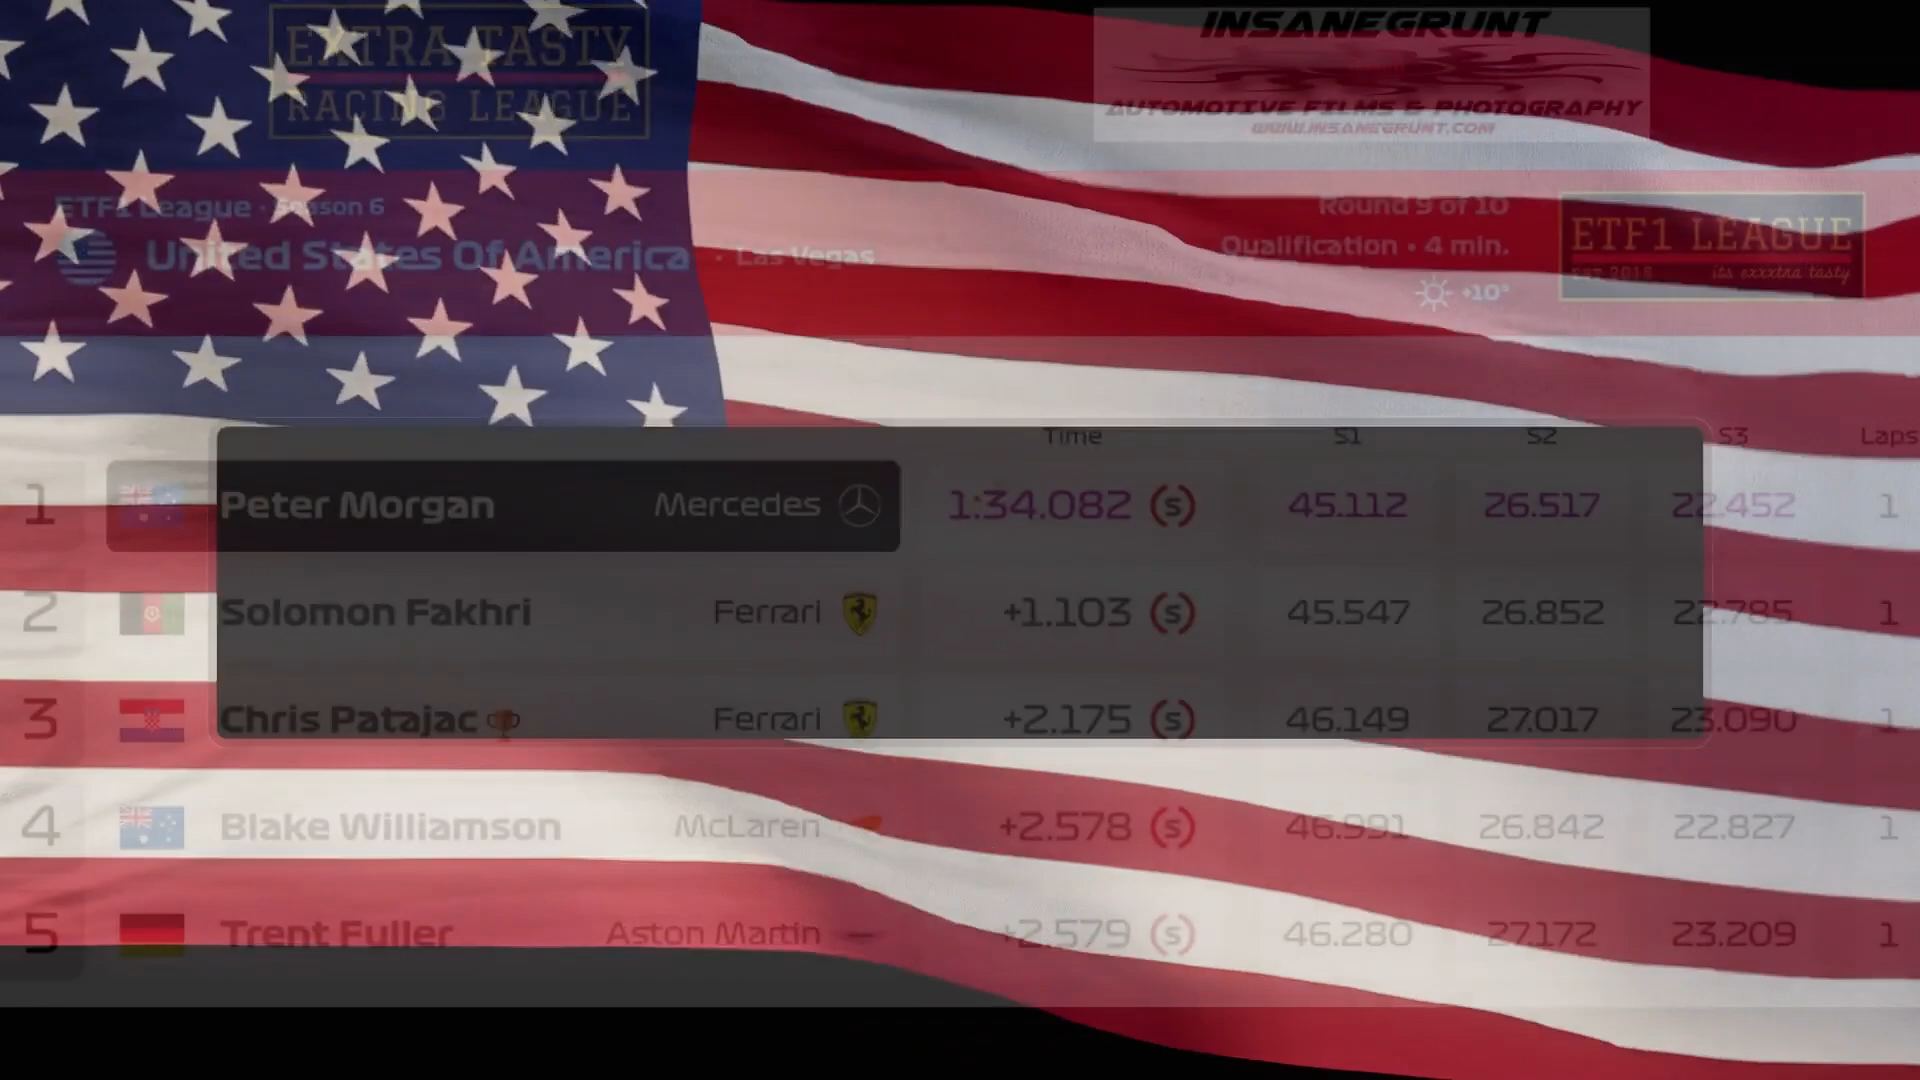 EXTRA TASTY
RACING LEAGUE
INSANEGRUNT
AUTOMOTIVE FILMS & PHOTOGRAPHY
WWW.INSANEGRUNT.COM
ETF1 League · Season 6
United States Of America · Las Vegas
Round 9 of 10
Qualification • 4 min.
+10°
ETF1 LEAGUE
EST 2016 its exxxtra tasty
Time S1 S2 S3 Laps
1 Peter Morgan Mercedes 1:34.082 (S) 45.112 26.517 22.452 1
2 Solomon Fakhri Ferrari +1.103 (S) 45.547 26.852 22.785 1
3 Chris Patajac Ferrari +2.175 (S) 46.149 27.017 23.090 1
4 Blake Williamson McLaren +2.578 (S) 46.991 26.842 22.827 1
5 Trent Fuller Aston Martin +2.579 (S) 46.280 27.172 23.209 1